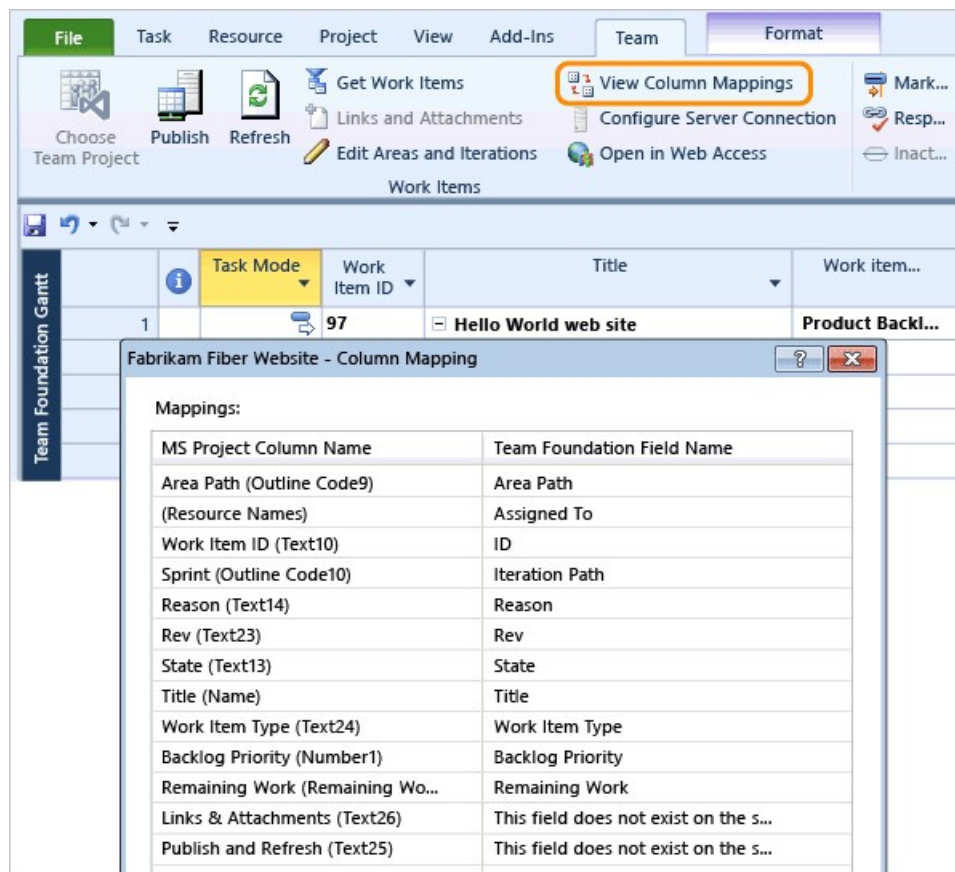 File Task Resource Project View Add-Ins Team Format
Get Work Items View Column Mappings Mark...
Choose Team Project Publish Refresh Links and Attachments Configure Server Connection Resp...
Edit Areas and Iterations Open in Web Access Inact...
Work Items
Task Mode Work Item ID Title Work item...
Team Foundation Gantt
1 97 Hello World web site Product Backl...
Fabrikam Fiber Website - Column Mapping
Mappings:
MS Project Column Name Team Foundation Field Name
Area Path (Outline Code9) Area Path
(Resource Names) Assigned To
Work Item ID (Text10) ID
Sprint (Outline Code10) Iteration Path
Reason (Text14) Reason
Rev (Text23) Rev
State (Text13) State
Title (Name) Title
Work Item Type (Text24) Work Item Type
Backlog Priority (Number1) Backlog Priority
Remaining Work (Remaining Wo... Remaining Work
Links & Attachments (Text26) This field does not exist on the s...
Publish and Refresh (Text25) This field does not exist on the s...